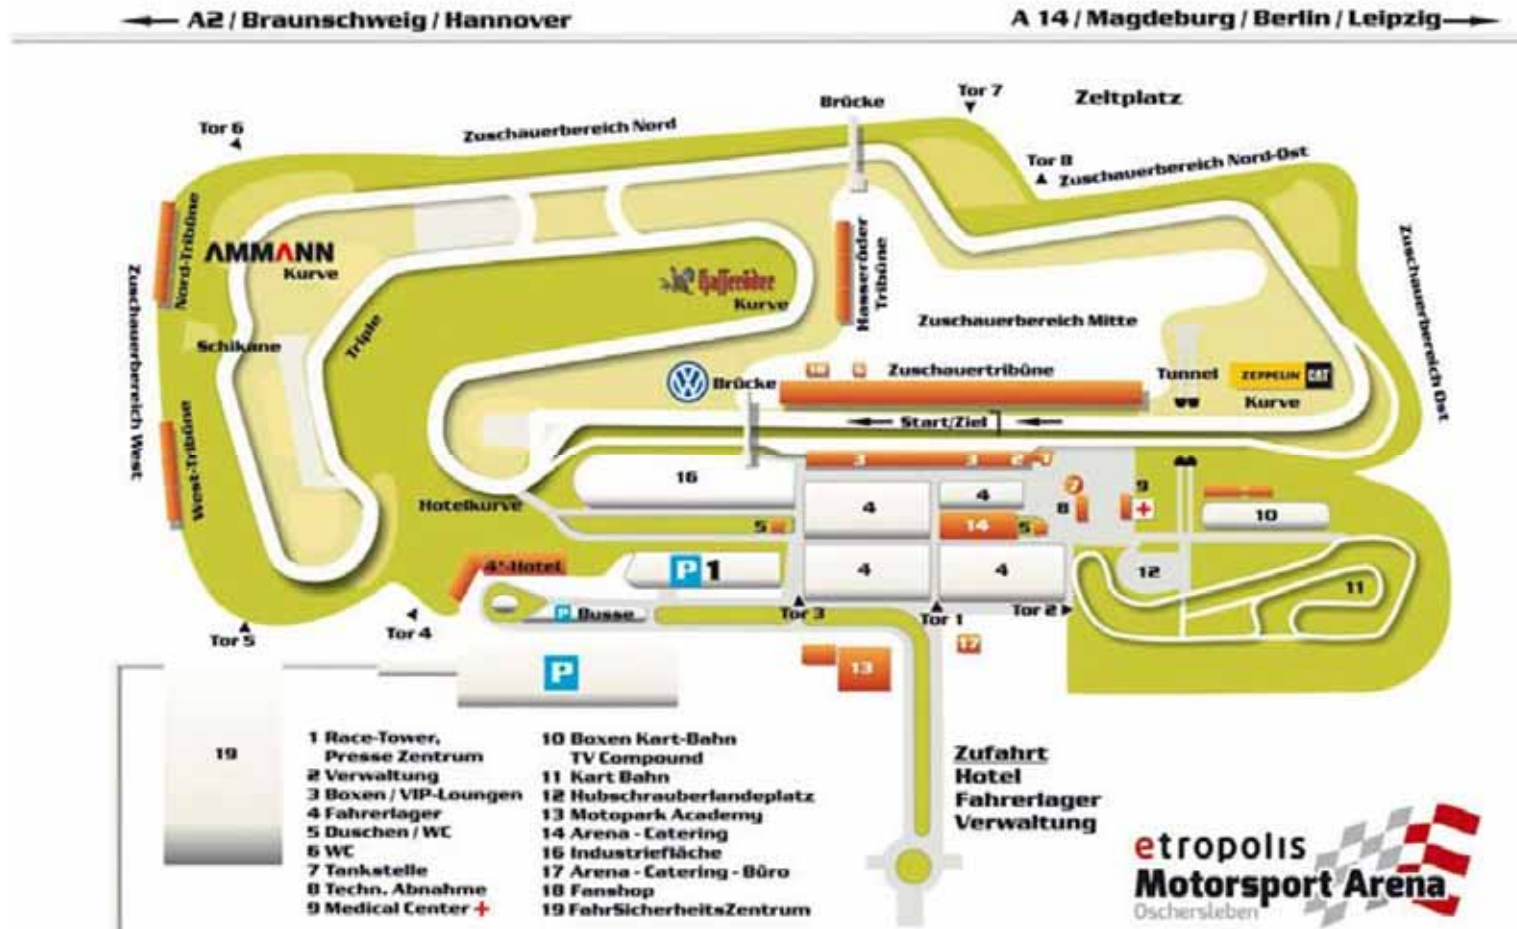 A2 / Braunschweig / Hannover
A 14 / Magdeburg / Berlin / Leipzig
Tor 7
Zeltplatz
Brücke
Tor 6
Zuschauerbereich Nord
Tor 8
Zuschauerbereich Nord-Ost
Nord-Tribüne
AMMANN
Kurve
Hasseröder
Kurve
Hasseröder
Tribüne
Zuschauerbereich Ost
Zuschauerbereich West
Schikane
Triple
Zuschauerbereich Mitte
VW
Brücke
18
6
Zuschauertribüne
Tunnel
ZEPPELIN
CAT
Kurve
Start/Ziel
West-Tribüne
3
3
2
1
16
4
4
7
8
9
10
Hotelkurve
5
14
5
4*-Hotel
P 1
4
4
12
11
P Busse
Tor 3
Tor 1
Tor 2
Tor 5
Tor 4
17
P
13
19
1 Race-Tower,
Presse Zentrum
2 Verwaltung
3 Boxen / VIP-Loungen
4 Fahrerlager
5 Duschen / WC
6 WC
7 Tankstelle
8 Techn. Abnahme
9 Medical Center
10 Boxen Kart-Bahn
TV Compound
11 Kart Bahn
12 Hubschrauberlandeplatz
13 Motopark Academy
14 Arena - Catering
16 Industriefläche
17 Arena - Catering - Büro
18 Fanshop
19 FahrSicherheitsZentrum
Zufahrt
Hotel
Fahrerlager
Verwaltung
etropolis
Motorsport Arena
Oschersleben